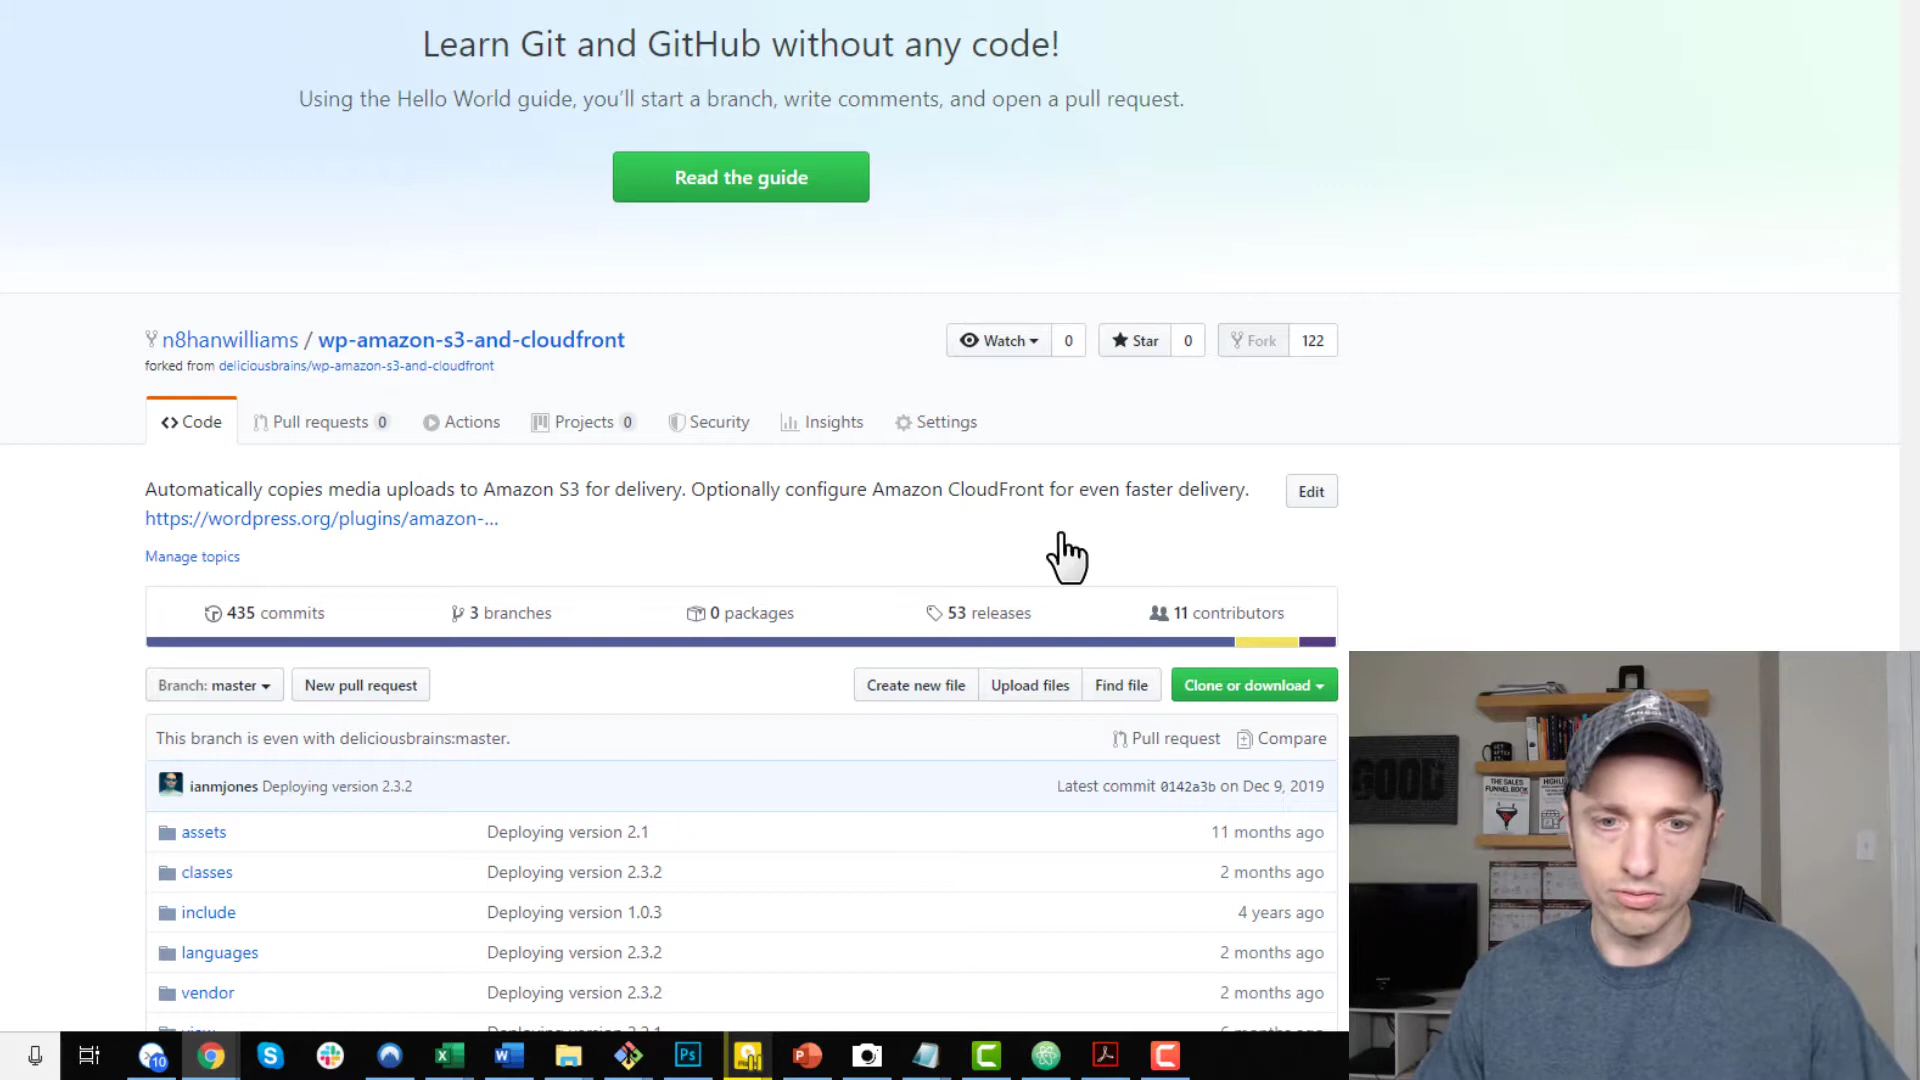 Learn Git and GitHub without any code!
Using the Hello World guide, you'll start a branch, write comments, and open a pull request.
Read the guide
n8hanwilliams / wp-amazon-s3-and-cloudfront
Watch 0 Star 0 Fork 122
forked from deliciousbrains/wp-amazon-s3-and-cloudfront
Code Pull requests 0 Actions Projects 0 Security Insights Settings
Automatically copies media uploads to Amazon S3 for delivery. Optionally configure Amazon CloudFront for even faster delivery.
Edit
https://wordpress.org/plugins/amazon-...
Manage topics
435 commits 3 branches 0 packages 53 releases 11 contributors
Branch: master New pull request Create new file Upload files Find file Clone or download
This branch is even with deliciousbrains:master. Pull request Compare
ianmjones Deploying version 2.3.2 Latest commit 0142a3b on Dec 9, 2019
assets Deploying version 2.1 11 months ago
classes Deploying version 2.3.2 2 months ago
include Deploying version 1.0.3 4 years ago
languages Deploying version 2.3.2 2 months ago
vendor Deploying version 2.3.2 2 months ago
GOOD
THE SALES
FUNNEL BOOK
10
Ps